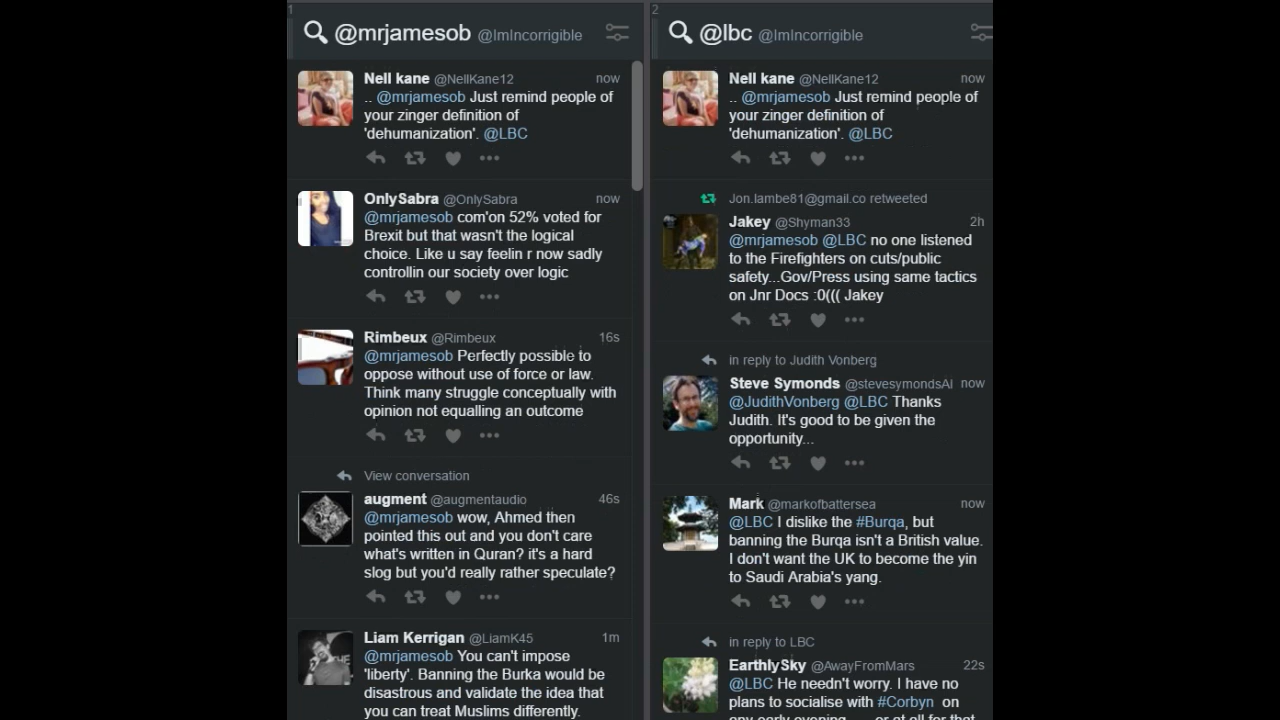 1
@mrjamesob @ImIncorrigible
Nell kane @NellKane12 now
.. @mrjamesob Just remind people of
your zinger definition of
'dehumanization'. @LBC
OnlySabra @OnlySabra now
@mrjamesob com'on 52% voted for
Brexit but that wasn't the logical
choice. Like u say feelin r now sadly
controllin our society over logic
Rimbeux @Rimbeux 16s
@mrjamesob Perfectly possible to
oppose without use of force or law.
Think many struggle conceptually with
opinion not equalling an outcome
View conversation
augment @augmentaudio 46s
@mrjamesob wow, Ahmed then
pointed this out and you don't care
what's written in Quran? it's a hard
slog but you'd really rather speculate?
Liam Kerrigan @LiamK45 1m
@mrjamesob You can't impose
'liberty'. Banning the Burka would be
disastrous and validate the idea that
you can treat Muslims differently.
2
@lbc @ImIncorrigible
Nell kane @NellKane12 now
.. @mrjamesob Just remind people of
your zinger definition of
'dehumanization'. @LBC
Jon.lambe81@gmail.co retweeted
Jakey @Shyman33 2h
@mrjamesob @LBC no one listened
to the Firefighters on cuts/public
safety...Gov/Press using same tactics
on Jnr Docs :0((( Jakey
in reply to Judith Vonberg
Steve Symonds @stevesymondsAi now
@JudithVonberg @LBC Thanks
Judith. It's good to be given the
opportunity...
Mark @markofbattersea now
@LBC I dislike the #Burqa, but
banning the Burqa isn't a British value.
I don't want the UK to become the yin
to Saudi Arabia's yang.
in reply to LBC
EarthlySky @AwayFromMars 22s
@LBC He needn't worry. I have no
plans to socialise with #Corbyn on
any early evening...... or at all for that